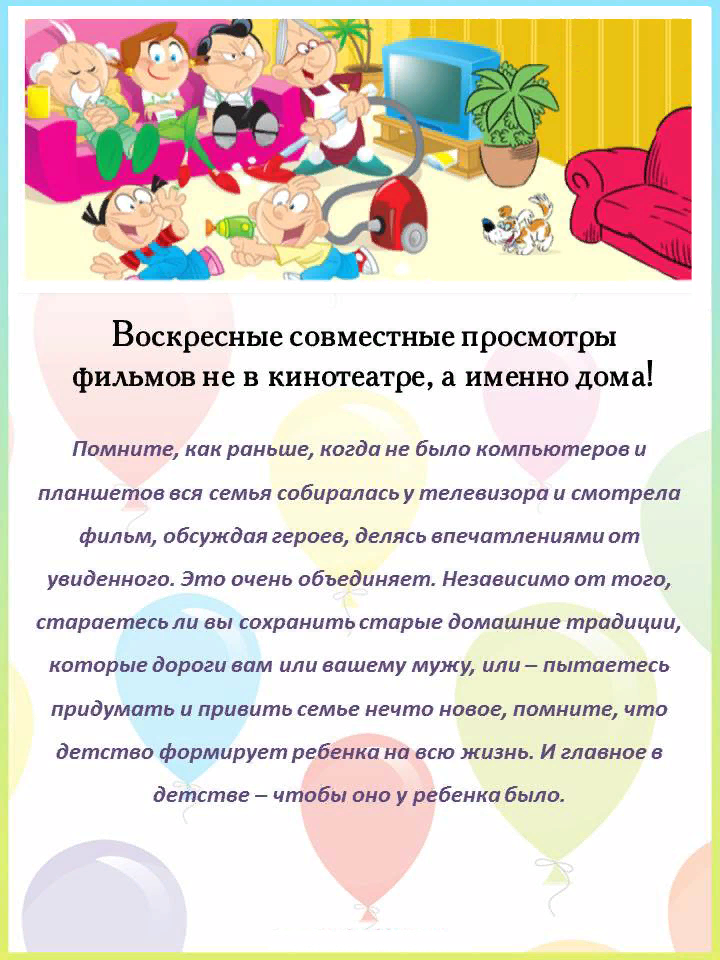 Воскресные совместные просмотры
фильмов не в кинотеатре, а именно дома!
Помните, как раньше, когда не было компьютеров и
планшетов вся семья собиралась у телевизора и смотрела
фильм, обсуждая героев, делясь впечатлениями от
увиденного. Это очень объединяет. Независимо от того,
стараетесь ли вы сохранить старые домашние традиции,
которые дороги вам или вашему мужу, или – пытаетесь
придумать и привить семье нечто новое, помните, что
детство формирует ребенка на всю жизнь. И главное в
детстве – чтобы оно у ребенка было.